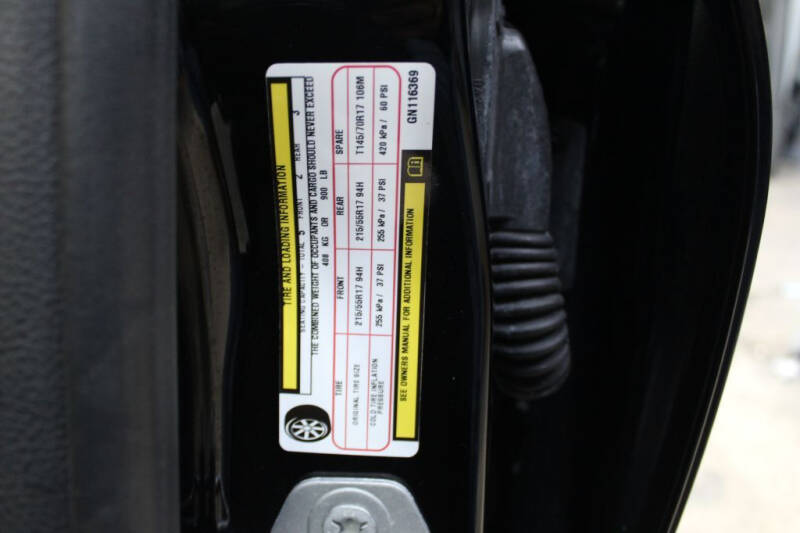 TIRE AND LOADING INFORMATION
SEATING CAPACITY - TOTAL 5 FRONT 2 REAR 3
THE COMBINED WEIGHT OF OCCUPANTS AND CARGO SHOULD NEVER EXCEED
408 KG OR 900 LB
TIRE FRONT REAR SPARE
ORIGINAL TIRE SIZE 215/55R17 94H 215/55R17 94H T145/70R17 106M
COLD TIRE INFLATION PRESSURE 255 kPa / 37 PSI 255 kPa / 37 PSI 420 kPa / 60 PSI
SEE OWNERS MANUAL FOR ADDITIONAL INFORMATION
GN116369